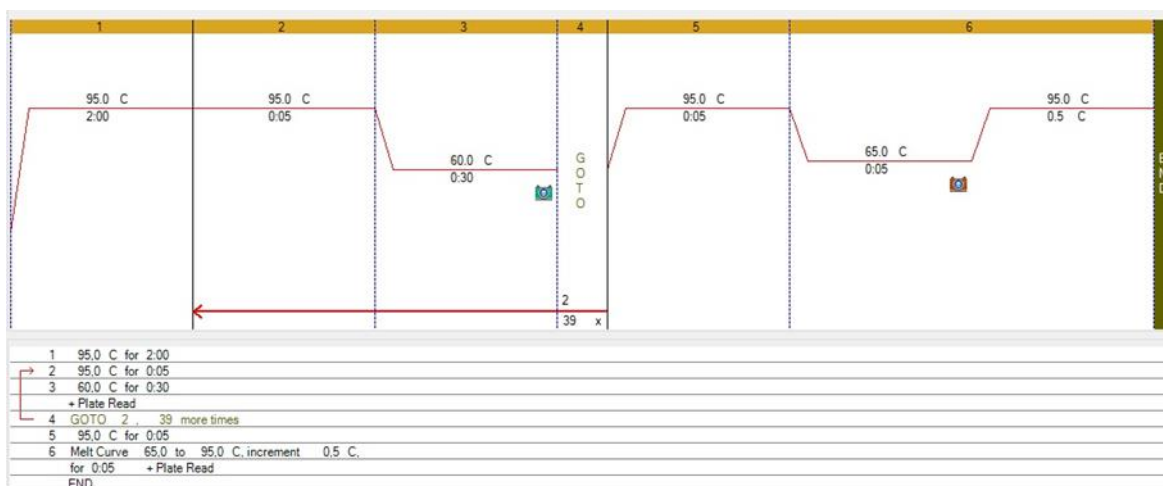 1 2 3 4 5 6
95.0 C 95.0 C 95.0 C 95.0 C
2:00 0:05 0:05 0.5 C
60.0 C
0:30
65.0 C
0:05
GOTO
END
2
39 x
1 95,0 C for 2:00
2 95,0 C for 0:05
3 60,0 C for 0:30
+ Plate Read
4 GOTO 2 , 39 more times
5 95,0 C for 0:05
6 Melt Curve 65,0 to 95,0 C, increment 0,5 C,
for 0:05 + Plate Read
END